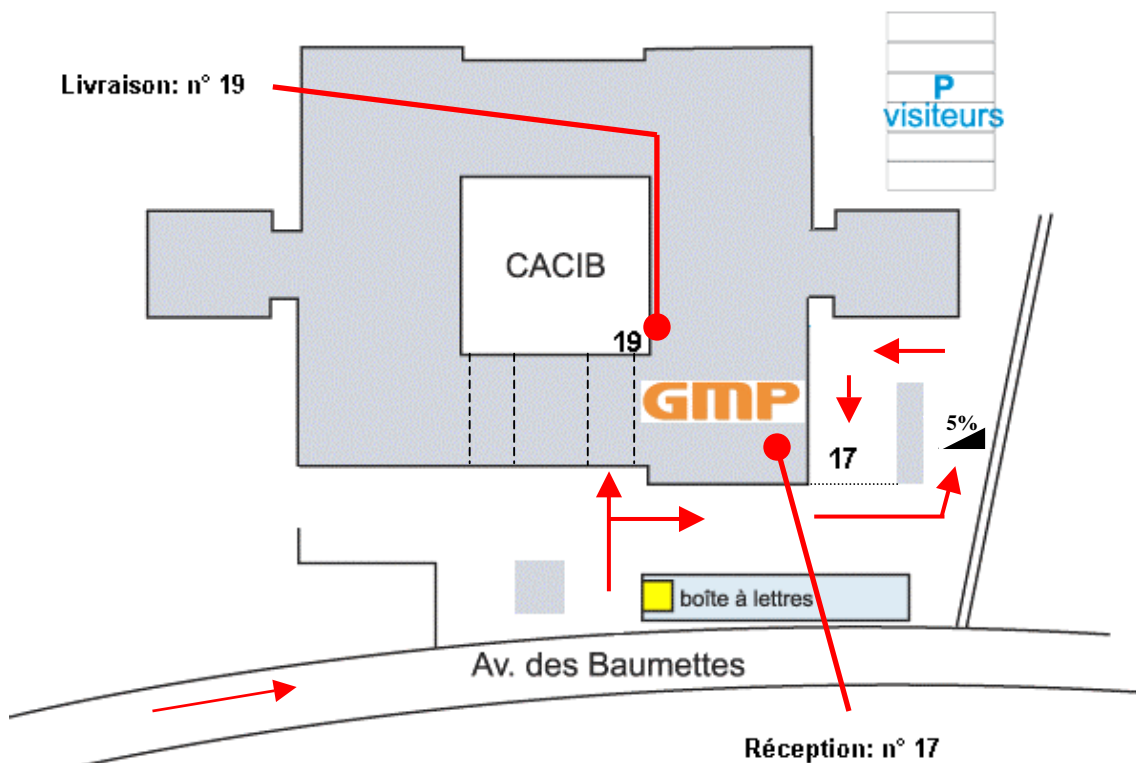 Livraison: n° 19
P
visiteurs
CACIB
19
GMP
5%
17
boîte à lettres
Av. des Baumettes
Réception: n° 17